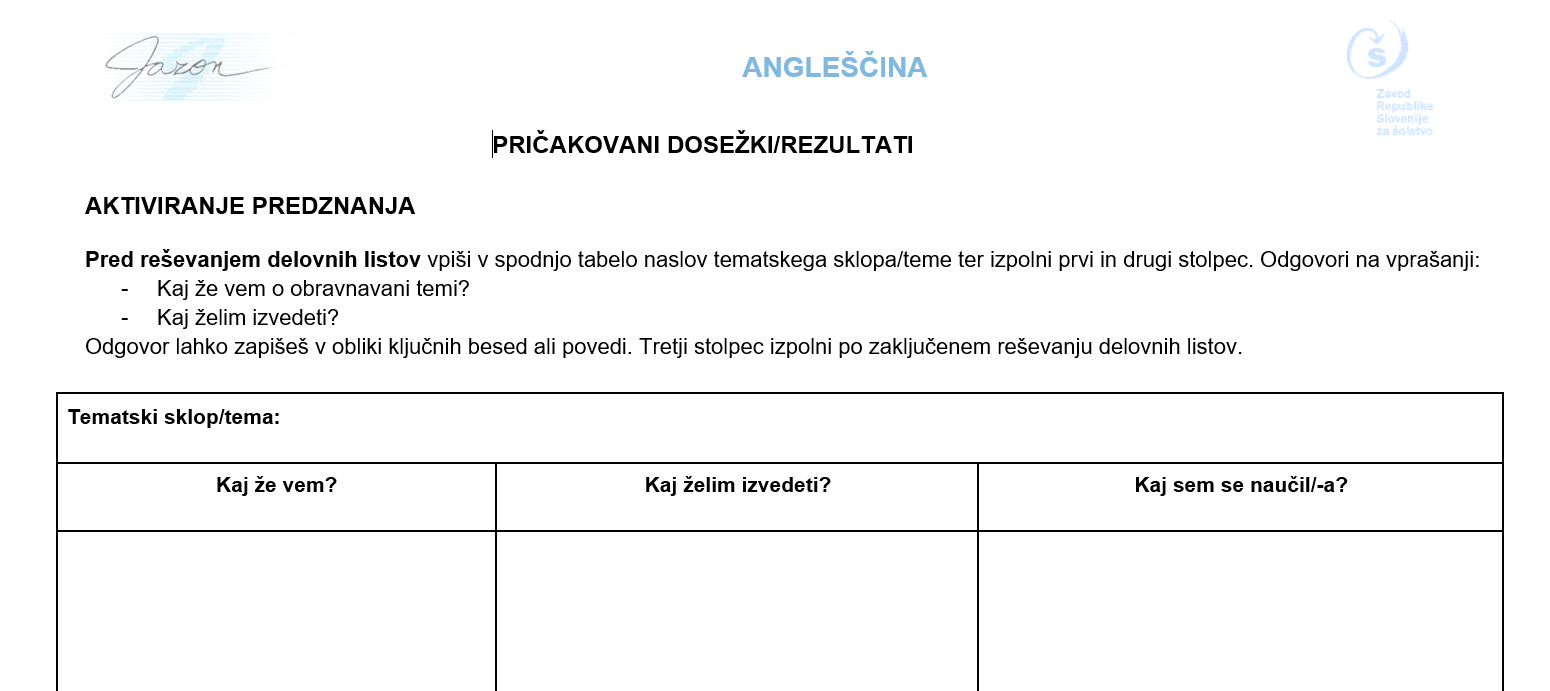 Jazon
ANGLEŠČINA
Zavod
Republike
Slovenije
za šolstvo
PRIČAKOVANI DOSEŽKI/REZULTATI
AKTIVIRANJE PREDZNANJA
Pred reševanjem delovnih listov vpiši v spodnjo tabelo naslov tematskega sklopa/teme ter izpolni prvi in drugi stolpec. Odgovori na vprašanji:
- Kaj že vem o obravnavani temi?
- Kaj želim izvedeti?
Odgovor lahko zapišeš v obliki ključnih besed ali povedi. Tretji stolpec izpolni po zaključenem reševanju delovnih listov.
Tematski sklop/tema:
Kaj že vem?
Kaj želim izvedeti?
Kaj sem se naučil/-a?